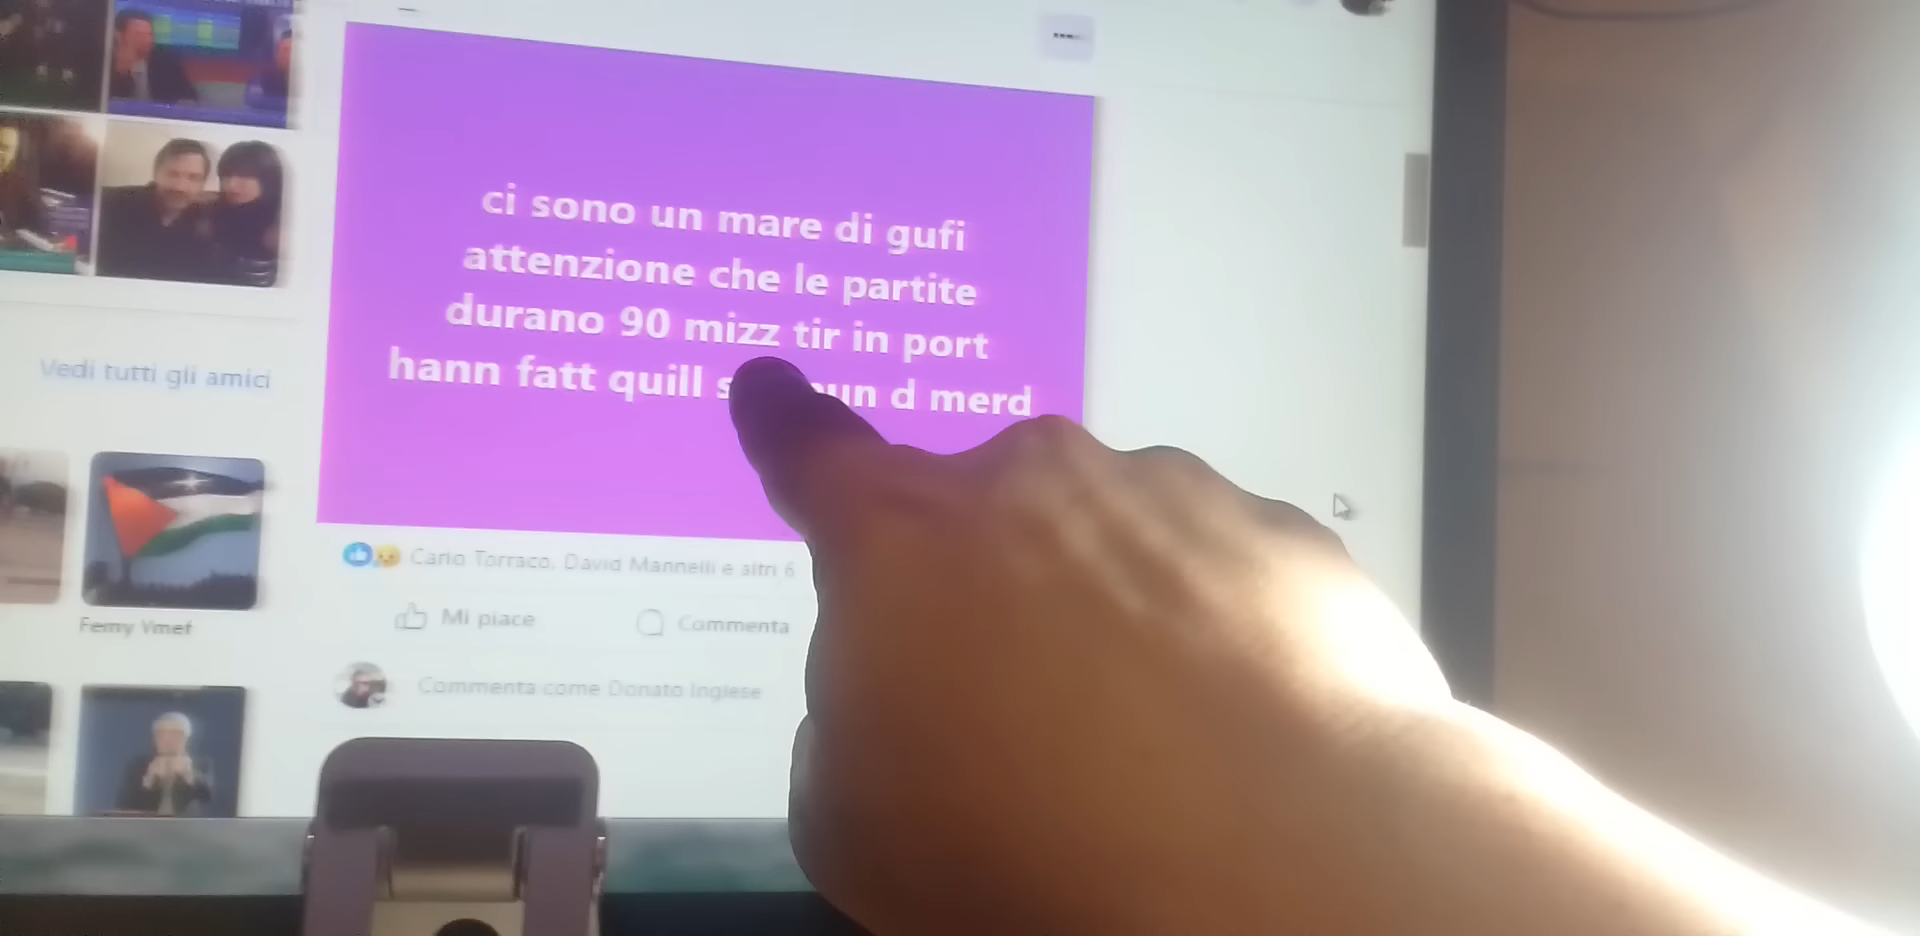 ci sono un mare di gufi
attenzione che le partite
durano 90 mizz tir in port
hann fatt quill d merd
Vedi tutti gli amici
Carlo Torraco, David Mannelli e altri 6
Mi piace
Commenta
Femy Vmef
Commenta come Donato Inglese